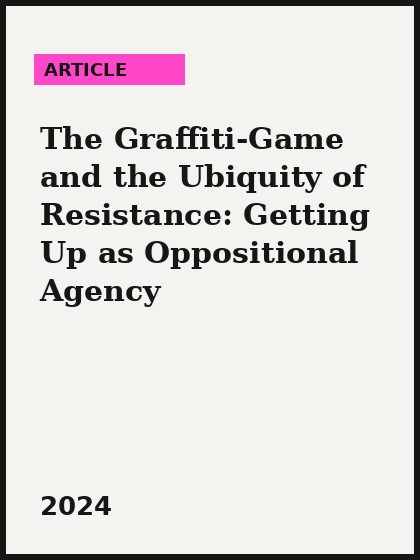 ARTICLE
The Graffiti-Game
and the Ubiquity of
Resistance: Getting
Up as Oppositional
Agency
2024